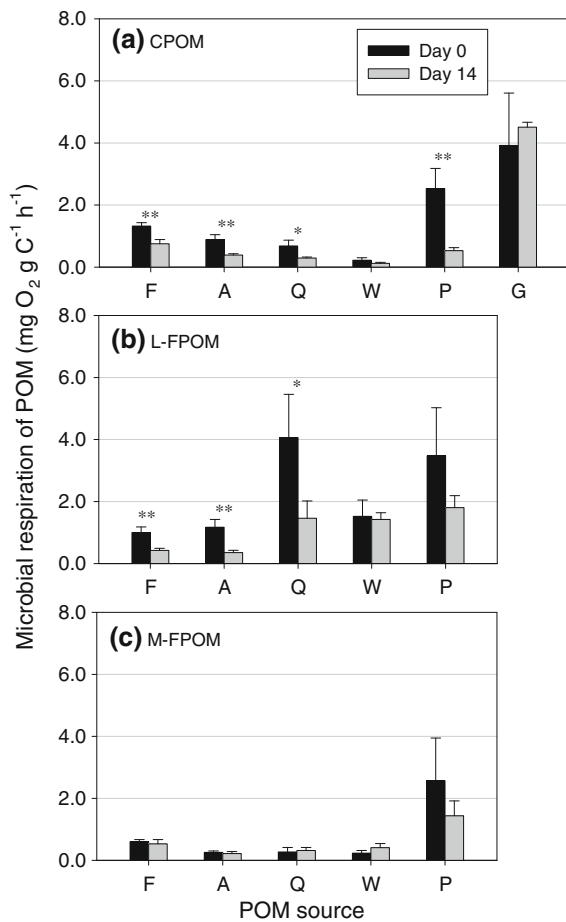 Microbial respiration of POM (mg O₂ g C⁻¹ h⁻¹)
(a) CPOM
Day 0
Day 14
8.0
6.0
4.0
2.0
0.0
** ** * **
F A Q W P G
(b) L-FPOM
8.0
6.0
4.0
2.0
0.0
** ** *
F A Q W P
(c) M-FPOM
8.0
6.0
4.0
2.0
0.0
F A Q W P
POM source